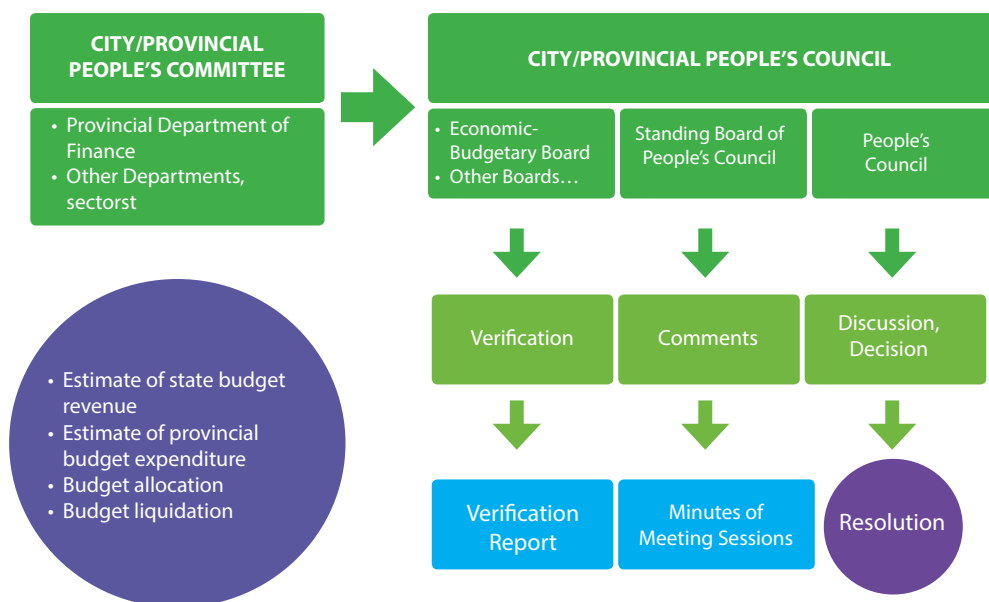 CITY/PROVINCIAL
PEOPLE'S COMMITTEE
• Provincial Department of
Finance
• Other Departments,
sectorst
CITY/PROVINCIAL PEOPLE'S COUNCIL
• Economic-
Budgetary Board
• Other Boards…
Standing Board of
People's Council
People's
Council
Verification
Comments
Discussion,
Decision
• Estimate of state budget
revenue
• Estimate of provincial
budget expenditure
• Budget allocation
• Budget liquidation
Verification
Report
Minutes of
Meeting Sessions
Resolution